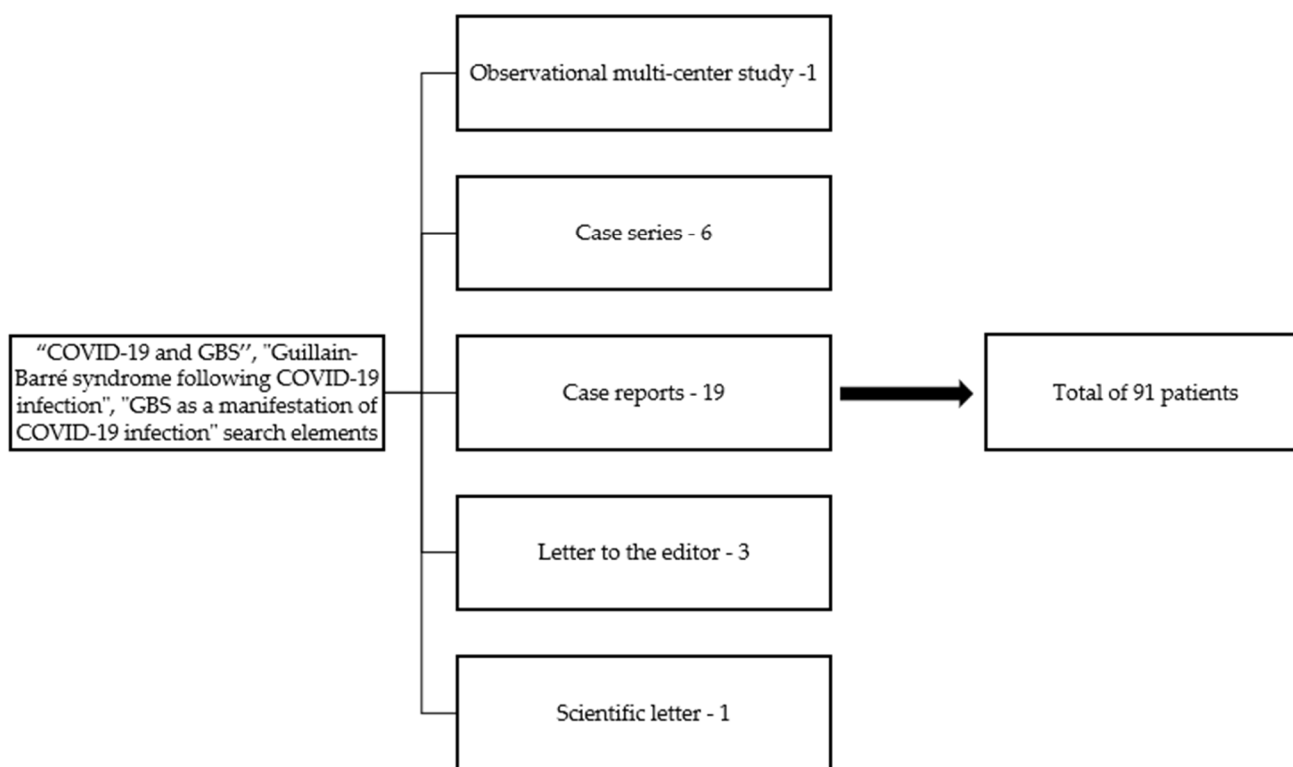 Observational multi-center study -1
Case series - 6
“COVID-19 and GBS”, "Guillain-
Barré syndrome following COVID-19
infection", "GBS as a manifestation of
COVID-19 infection" search elements
Case reports - 19
Total of 91 patients
Letter to the editor - 3
Scientific letter - 1